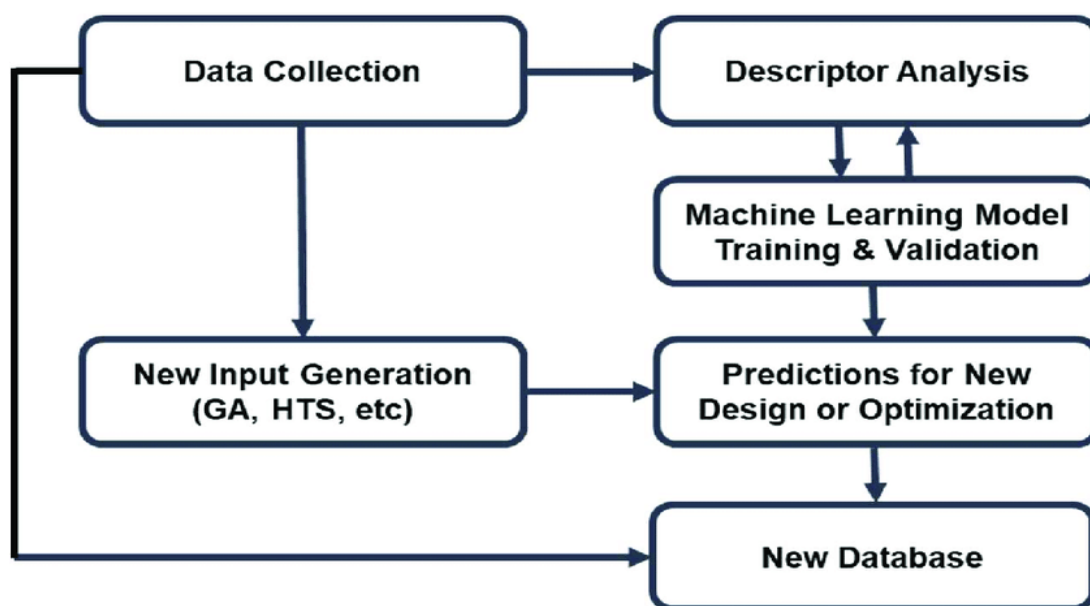 Data Collection
Descriptor Analysis
Machine Learning Model
Training & Validation
New Input Generation
(GA, HTS, etc)
Predictions for New
Design or Optimization
New Database